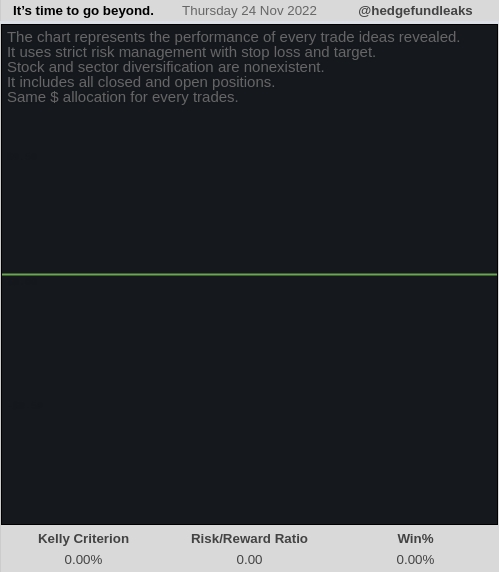 It's time to go beyond. Thursday 24 Nov 2022 @hedgefundleaks
The chart represents the performance of every trade ideas revealed.
It uses strict risk management with stop loss and target.
Stock and sector diversification are nonexistent.
It includes all closed and open positions.
Same $ allocation for every trades.
Kelly Criterion Risk/Reward Ratio Win%
0.00% 0.00 0.00%